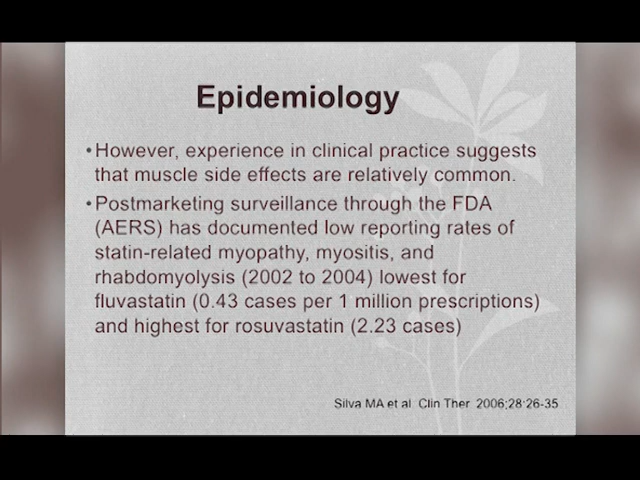 Epidemiology
•However, experience in clinical practice suggests
that muscle side effects are relatively common.
•Postmarketing surveillance through the FDA
(AERS) has documented low reporting rates of
statin-related myopathy, myositis, and
rhabdomyolysis (2002 to 2004) lowest for
fluvastatin (0.43 cases per 1 million prescriptions)
and highest for rosuvastatin (2.23 cases)
Silva MA et al Clin Ther 2006;28:26-35